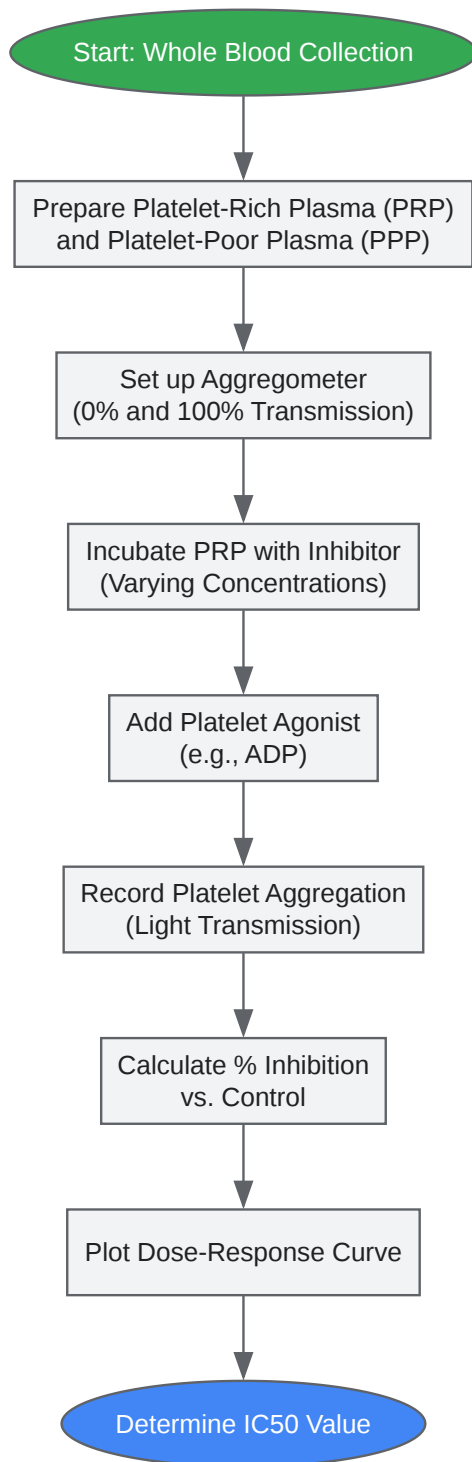 Start: Whole Blood Collection
Prepare Platelet-Rich Plasma (PRP)
and Platelet-Poor Plasma (PPP)
Set up Aggregometer
(0% and 100% Transmission)
Incubate PRP with Inhibitor
(Varying Concentrations)
Add Platelet Agonist
(e.g., ADP)
Record Platelet Aggregation
(Light Transmission)
Calculate % Inhibition
vs. Control
Plot Dose-Response Curve
Determine IC50 Value